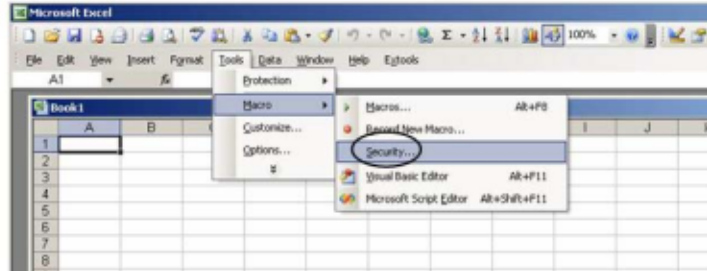 Microsoft Excel
100%
File Edit View Insert Format Tools Data Window Help
A1 fx
Protection
Book1
Macro
Macros... Alt+F8
A B I J
Customize...
Record New Macro...
1
Options...
Security...
2
3
Visual Basic Editor Alt+F11
4
Microsoft Script Editor Alt+Shift+F11
5
6
7
8